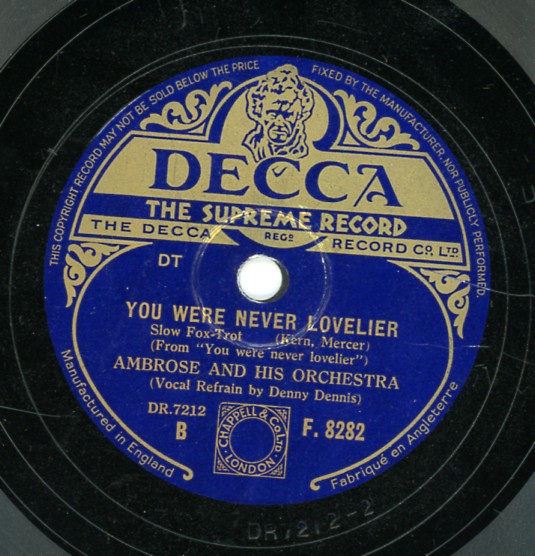 THIS COPYRIGHT RECORD MAY NOT BE SOLD BELOW THE PRICE FIXED BY THE MANUFACTURER, NOR PUBLICLY PERFORMED.
DECCA
THE SUPREME RECORD
THE DECCA REGD RECORD CO. LTD.
DT
YOU WERE NEVER LOVELIER
Slow Fox-Trot (Kern, Mercer)
(From "You were never lovelier")
AMBROSE AND HIS ORCHESTRA
(Vocal Refrain by Denny Dennis)
DR.7212
B
CHAPPELL & Co. LTD.
LONDON
F. 8282
Manufactured in England
Fabriqué en Angleterre
DR7212-2